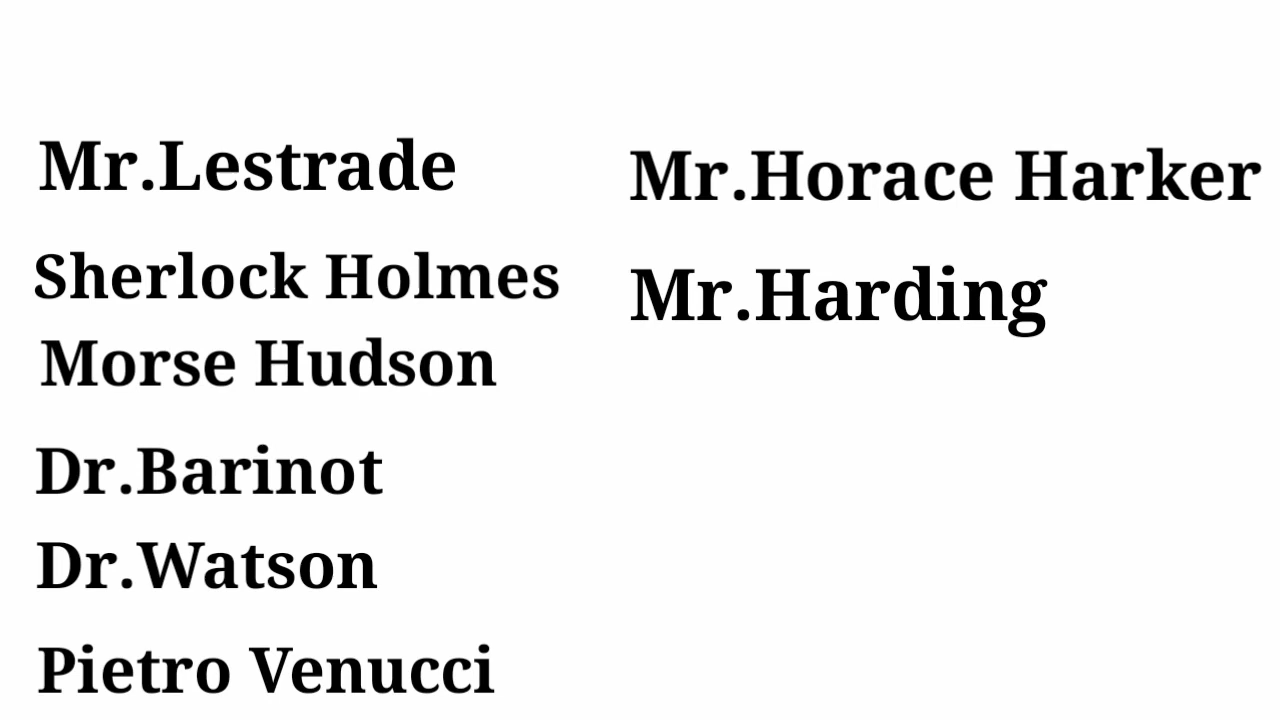 Mr.Lestrade
Sherlock Holmes
Morse Hudson
Dr.Barinot
Dr.Watson
Pietro Venucci
Mr.Horace Harker
Mr.Harding